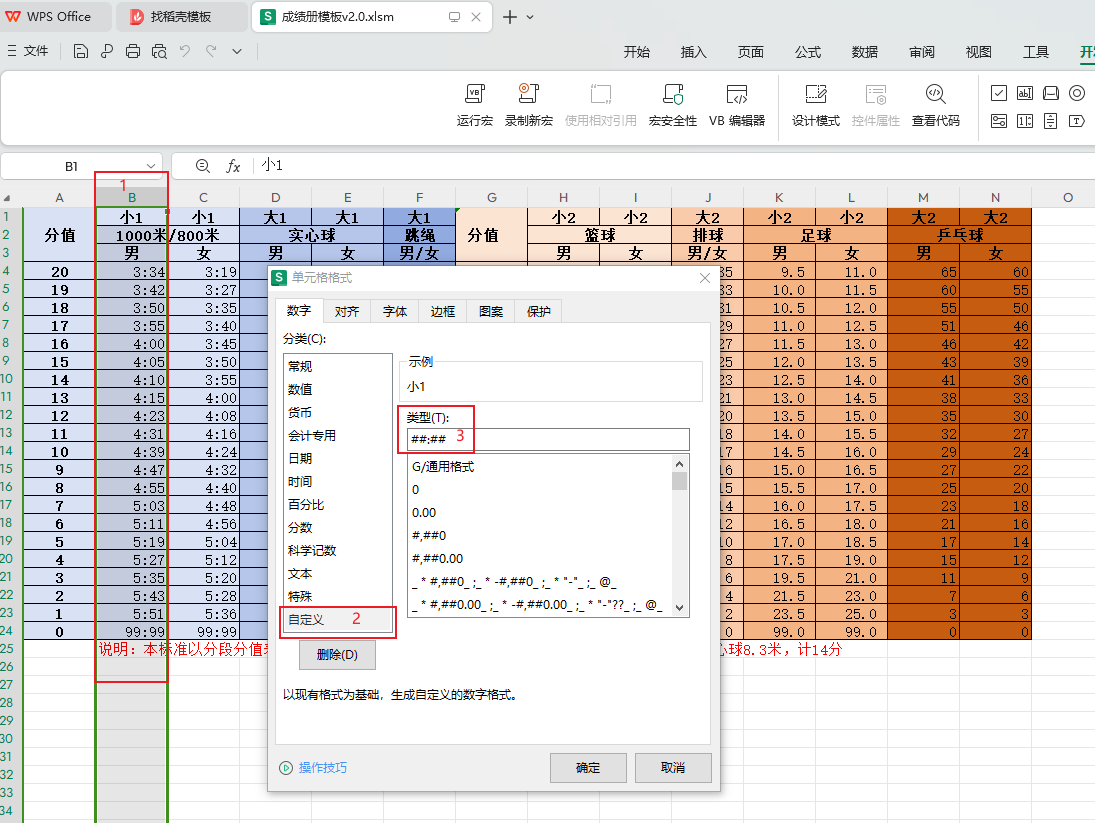 WPS Office 找稻壳模板 成绩册模板v2.0.xlsm
文件 开始 插入 页面 公式 数据 审阅 视图 工具
运行宏 录制新宏 使用相对引用 宏安全性 VB 编辑器 设计模式 控件属性 查看代码
B1 fx 小1
1
A B C D E F G H I J K L M N O
1 分值 小1 小1 大1 大1 大1 分值 小2 小2 大2 小2 小2 大2 大2
2 1000米/800米 实心球 跳绳 篮球 排球 足球 乒乓球
3 男 女 男 女 男/女 男 女 男/女 男 女 男 女
4 20 3:34 3:19 35 9.5 11.0 65 60
5 19 3:42 3:27 33 10.0 11.5 60 55
6 18 3:50 3:35 31 10.5 12.0 55 50
7 17 3:55 3:40 29 11.0 12.5 51 46
8 16 4:00 3:45 27 11.5 13.0 46 42
9 15 4:05 3:50 25 12.0 13.5 43 39
10 14 4:10 3:55 23 12.5 14.0 41 36
11 13 4:15 4:00 21 13.0 14.5 38 33
12 12 4:23 4:08 20 13.5 15.0 35 30
13 11 4:31 4:16 18 14.0 15.5 32 27
14 10 4:39 4:24 17 14.5 16.0 29 24
15 9 4:47 4:32 16 15.0 16.5 27 22
16 8 4:55 4:40 15 15.5 17.0 25 20
17 7 5:03 4:48 14 16.0 17.5 23 18
18 6 5:11 4:56 12 16.5 18.0 21 16
19 5 5:19 5:04 10 17.0 18.5 17 14
20 4 5:27 5:12 8 17.5 19.0 15 12
21 3 5:35 5:20 6 19.5 21.0 11 9
22 2 5:43 5:28 4 21.5 23.0 7 6
23 1 5:51 5:36 2 23.5 25.0 3 3
24 0 99:99 99:99 0 99.0 99.0 0 0
25 说明：本标准以分段分值 心球8.3米，计14分
26
27
28
29
30
31
32
33
34
单元格格式
数字 对齐 字体 边框 图案 保护
分类(C):
常规
数值
货币
会计专用
日期
时间
百分比
分数
科学记数
文本
特殊
自定义 2
示例
小1
类型(T):
##;## 3
G/通用格式
0
0.00
#,##0
#,##0.00
_ * #,##0_ ;_ * -#,##0_ ;_ * "-"_ ;_ @_
_ * #,##0.00_ ;_ * -#,##0.00_ ;_ * "-"??_ ;_ @_
删除(D)
以现有格式为基础，生成自定义的数字格式。
操作技巧 确定 取消